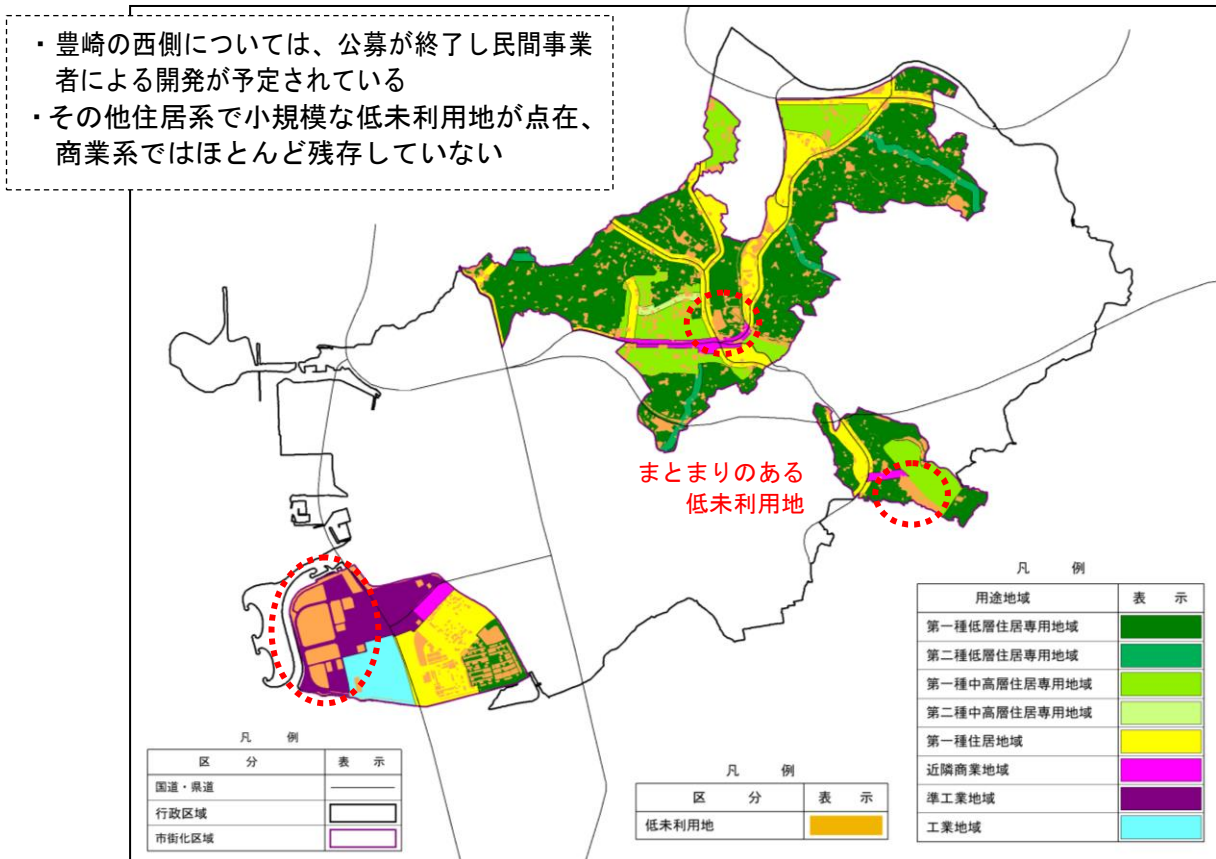 ・豊崎の西側については、公募が終了し民間事業
者による開発が予定されている
・その他住居系で小規模な低未利用地が点在、
商業系ではほとんど残存していない
まとまりのある
低未利用地
凡 例
用途地域 表 示
第一種低層住居専用地域
第二種低層住居専用地域
第一種中高層住居専用地域
第二種中高層住居専用地域
第一種住居地域
近隣商業地域
準工業地域
工業地域
凡 例
区 分 表 示
国道・県道
行政区域
市街化区域
凡 例
区 分 表 示
低未利用地